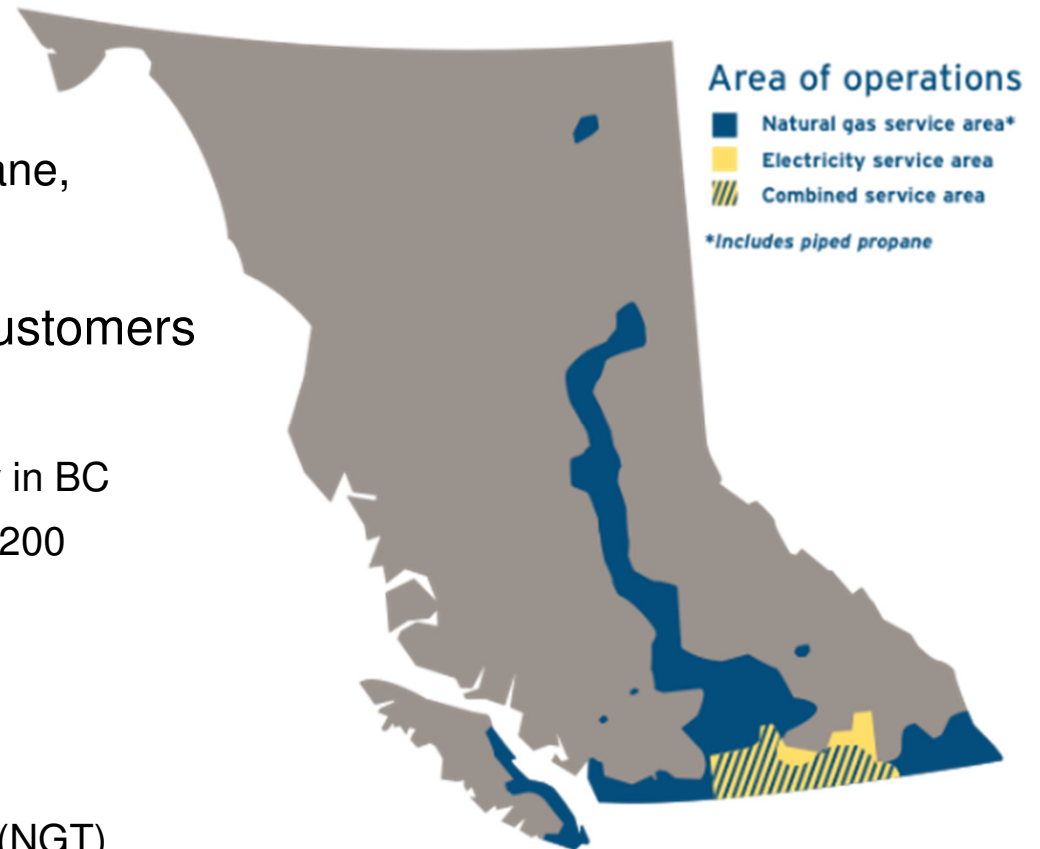 Area of operations
Natural gas service area*
Electricity service area
Combined service area
*Includes piped propane
ane,
ustomers
in BC
200
(NGT)